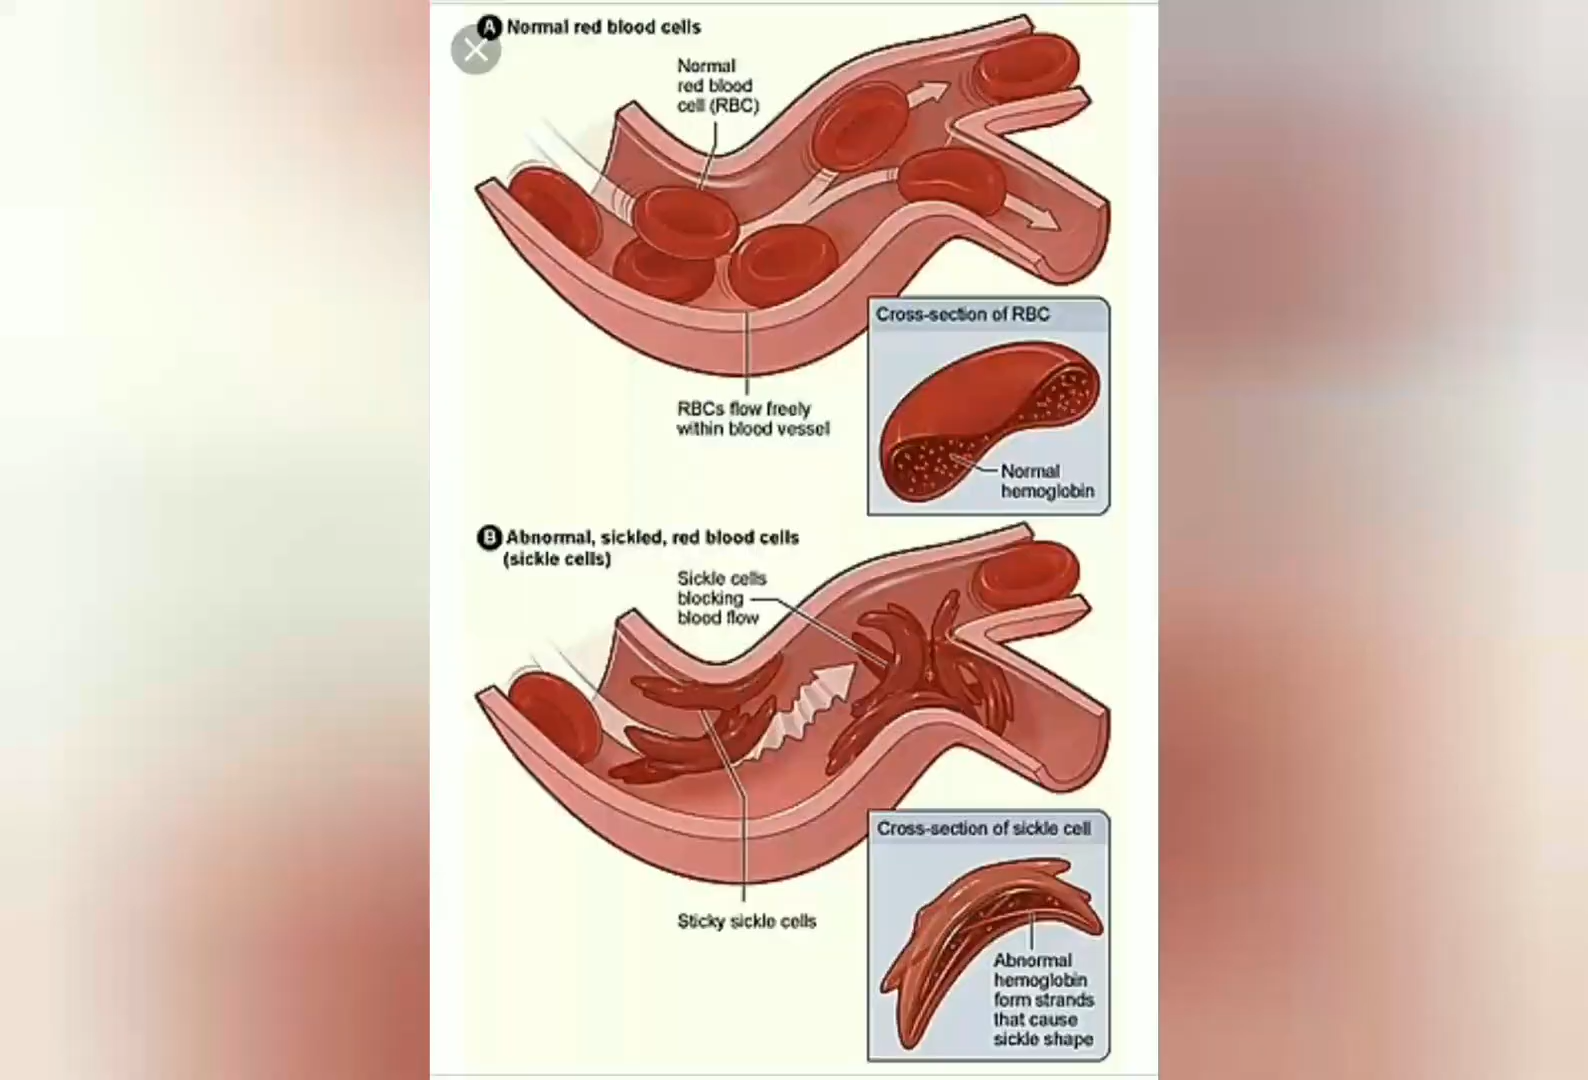 A Normal red blood cells
Normal
red blood
cell (RBC)
RBCs flow freely
within blood vessel
Cross-section of RBC
Normal
hemoglobin
B Abnormal, sickled, red blood cells
(sickle cells)
Sickle cells
blocking
blood flow
Sticky sickle cells
Cross-section of sickle cell
Abnormal
hemoglobin
form strands
that cause
sickle shape